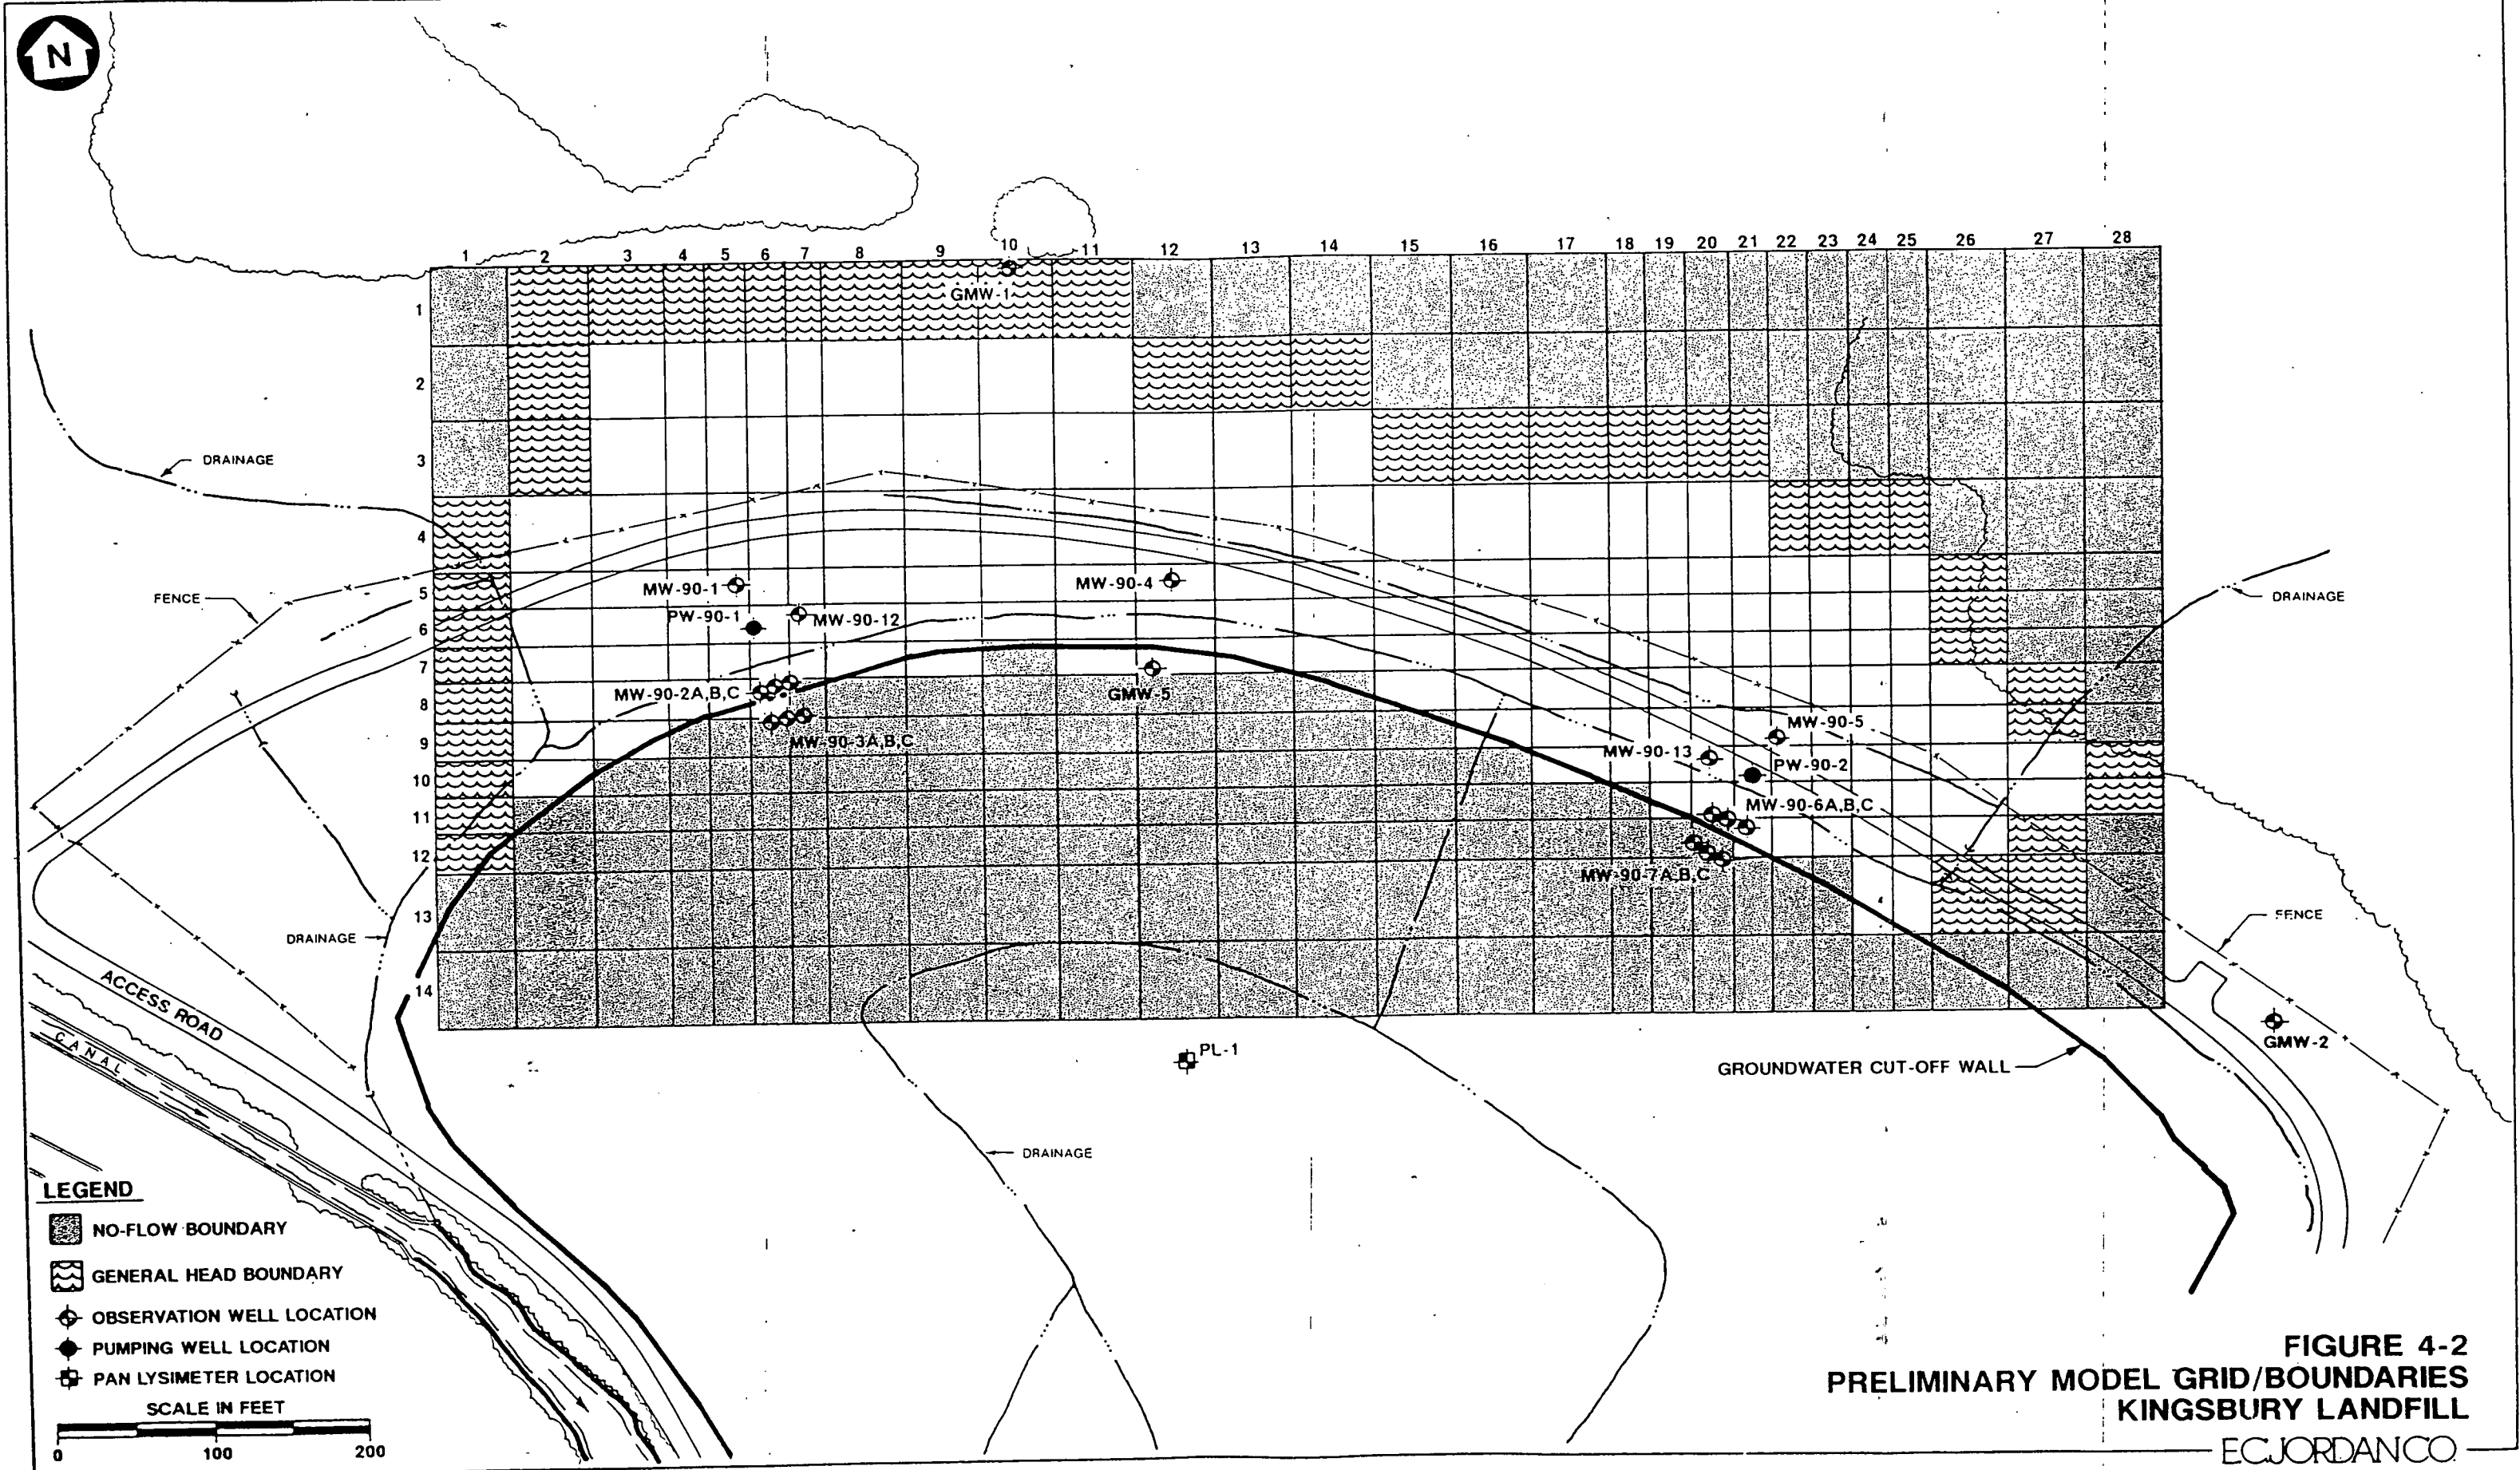 N
1 2 3 4 5 6 7 8 9 10 11 12 13 14 15 16 17 18 19 20 21 22 23 24 25 26 27 28
GMW-1
1
2
3
DRAINAGE
4
MW-90-1
MW-90-4
5
FENCE
DRAINAGE
PW-90-1
MW-90-12
6
7
MW-90-2A,B,C
GMW-5
8
MW-90-5
9
MW-90-3A,B,C
MW-90-13
PW-90-2
10
MW-90-6A,B,C
11
12
MW-90-7A,B,C
13
FENCE
DRAINAGE
14
ACCESS ROAD
CANAL
GMW-2
PL-1
GROUNDWATER CUT-OFF WALL
DRAINAGE
LEGEND
NO-FLOW BOUNDARY
GENERAL HEAD BOUNDARY
OBSERVATION WELL LOCATION
PUMPING WELL LOCATION
PAN LYSIMETER LOCATION
SCALE IN FEET
0 100 200
FIGURE 4-2
PRELIMINARY MODEL GRID/BOUNDARIES
KINGSBURY LANDFILL
E.C.JORDAN CO.